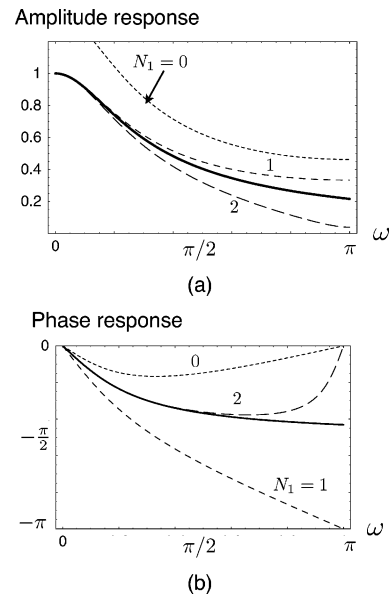 Amplitude response
N₁ = 0
1
0.8
0.6
0.4
0.2
1
2
0 π/2 π ω
(a)
Phase response
0
-π/2
-π
0
2
N₁ = 1
0 π/2 π ω
(b)